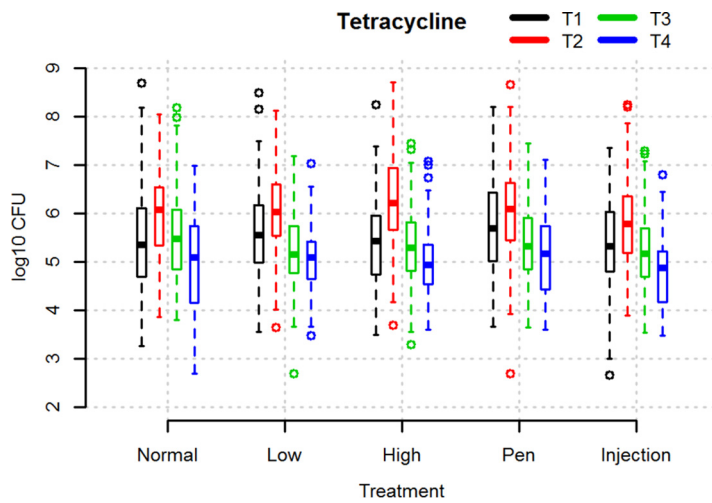 Tetracycline
T1 T3
T2 T4
log10 CFU
9
8
7
6
5
4
3
2
Normal Low High Pen Injection
Treatment